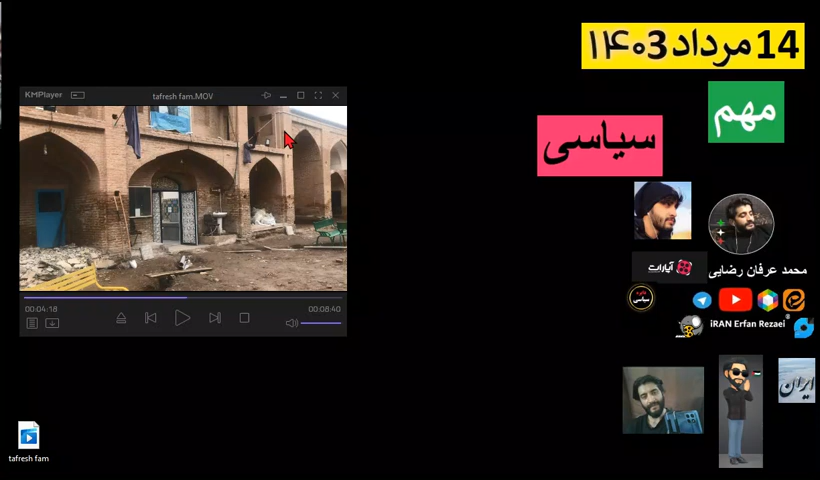 14 مرداد ۱۴۰3
مهم
سیاسی
KMPlayer
tafresh fam.MOV
00:04:18
00:08:40
آپارات
محمد عرفان رضایی
سیاسی
iRAN Erfan Rezaei®
ایران
tafresh fam